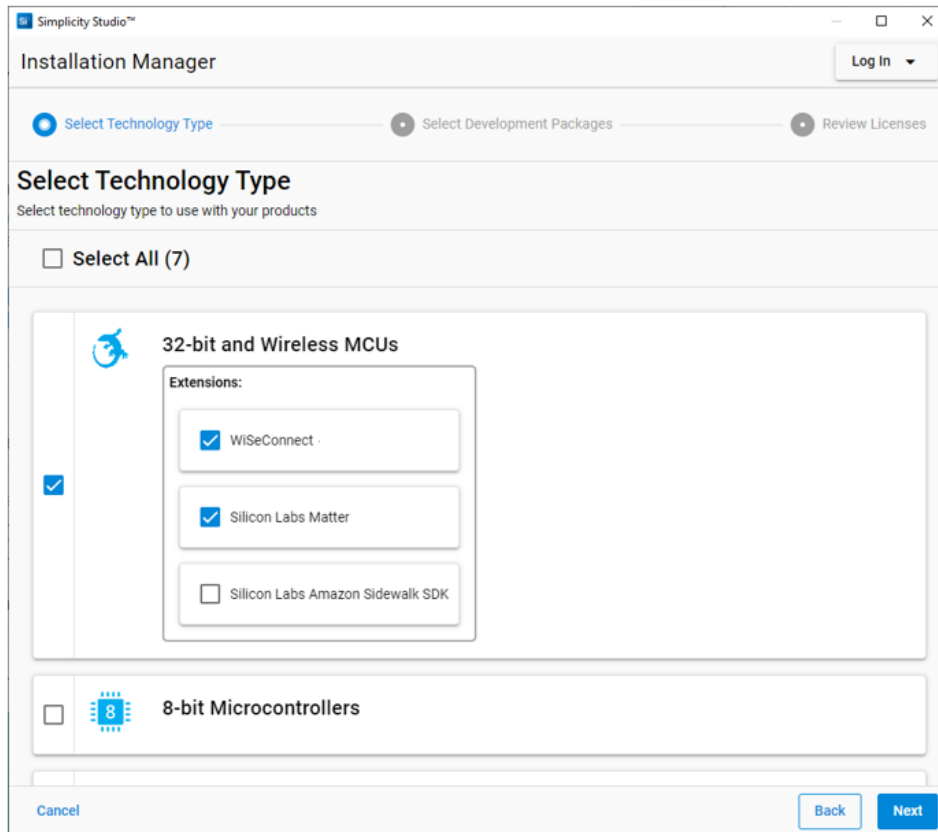 Si Simplicity Studio™
Installation Manager
Log In
Select Technology Type
Select Development Packages
Review Licenses
Select Technology Type
Select technology type to use with your products
Select All (7)
32-bit and Wireless MCUs
Extensions:
WiSeConnect
Silicon Labs Matter
Silicon Labs Amazon Sidewalk SDK
8
8-bit Microcontrollers
Cancel
Back
Next